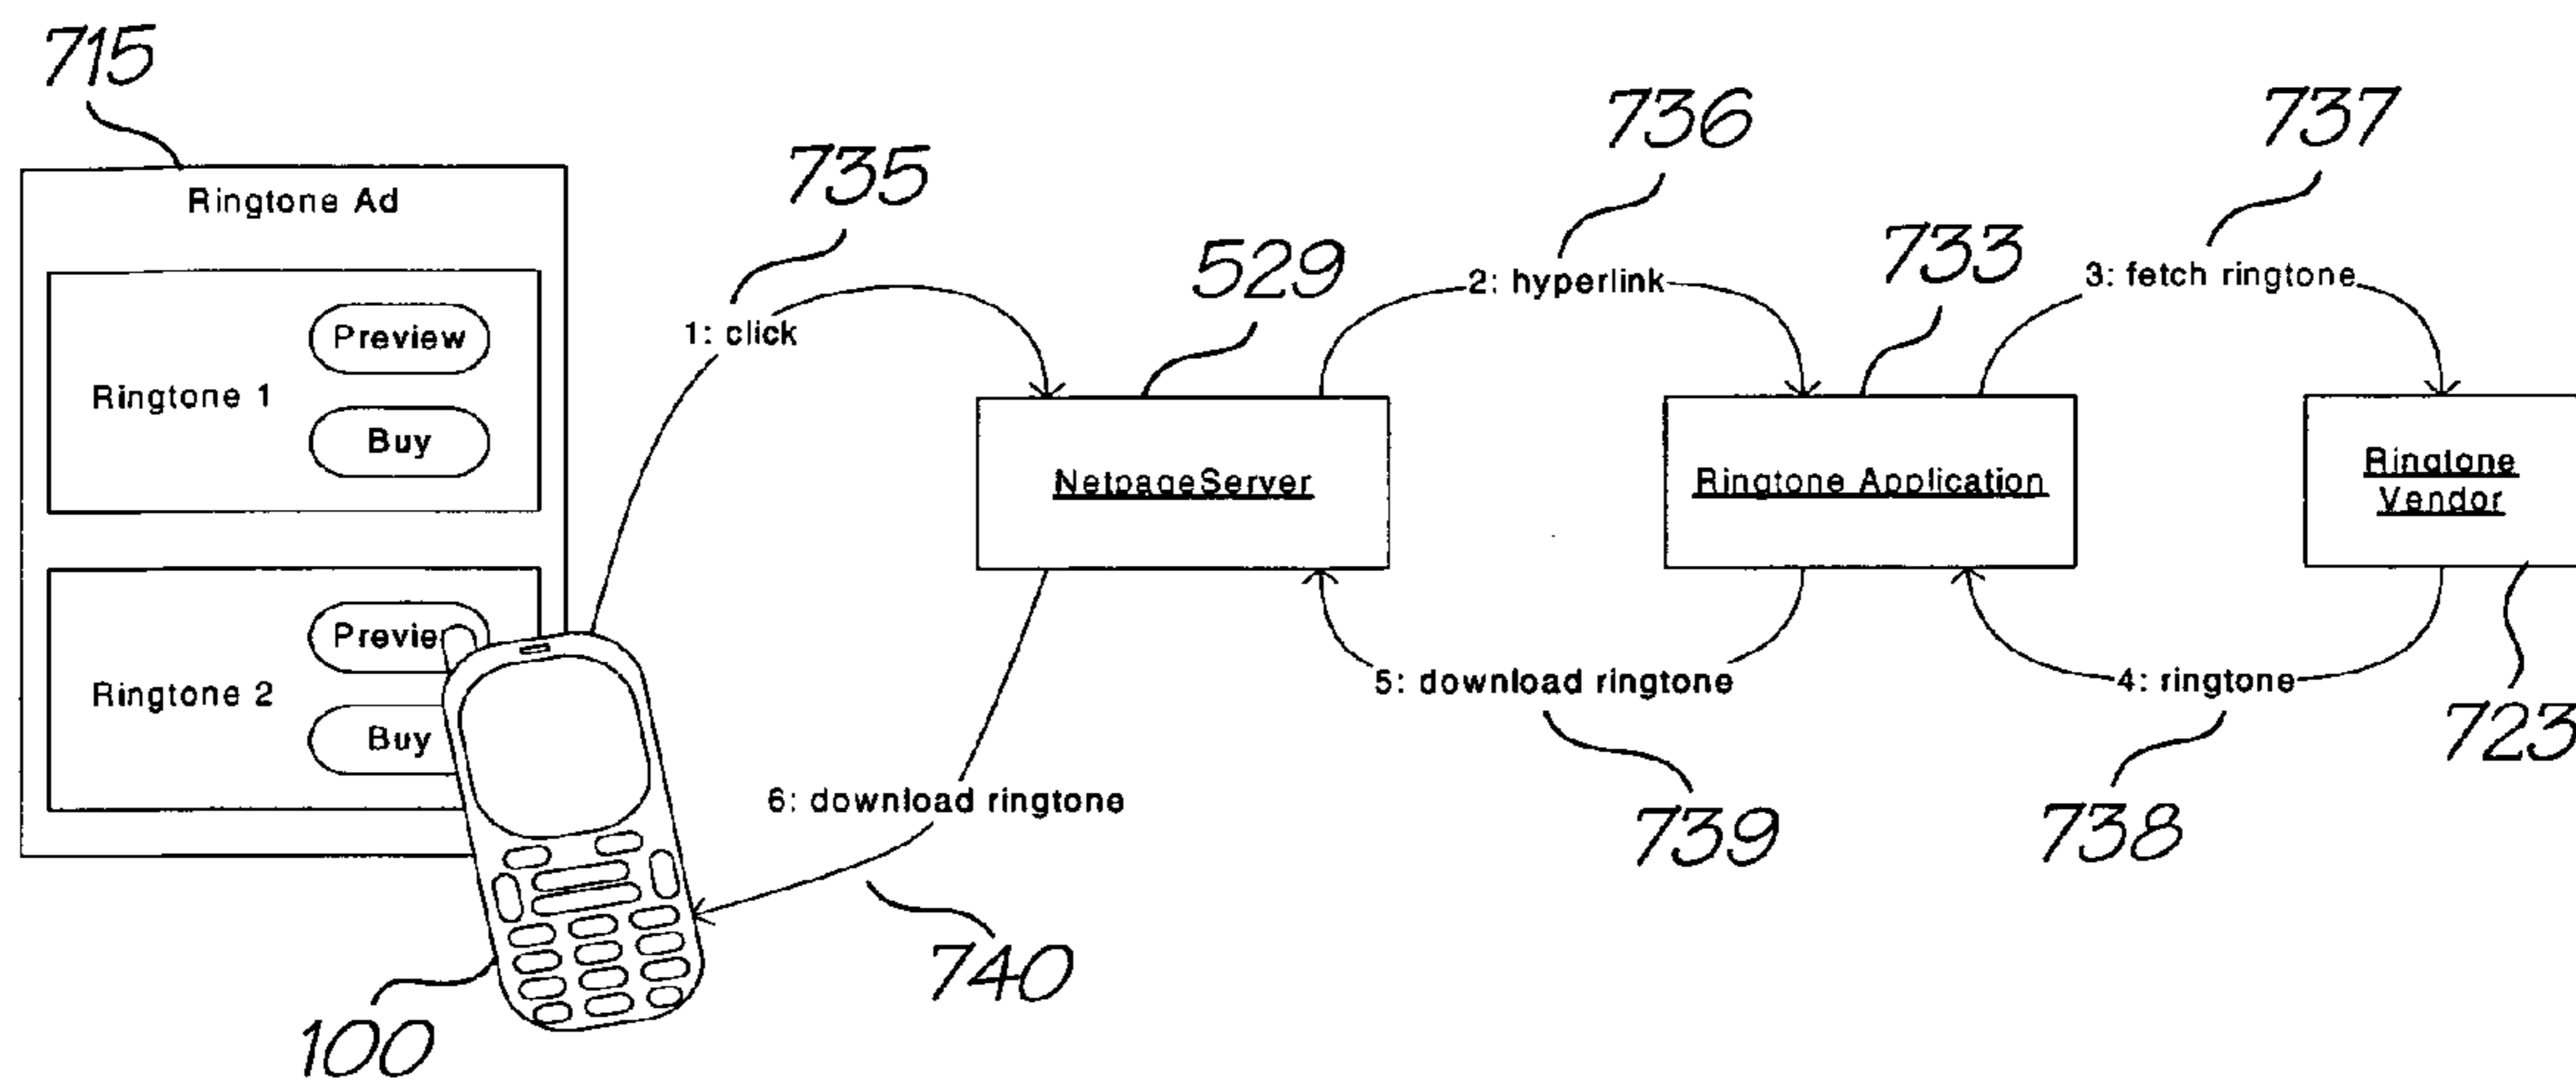 715
Ringtone Ad
Ringtone 1
Preview
Buy
Ringtone 2
Previe
Buy
100
735
1: click
529
NetpageServer
736
2: hyperlink
733
Ringtone Application
737
3: fetch ringtone
Ringtone
Vendor
723
4: ringtone
738
5: download ringtone
739
6: download ringtone
740